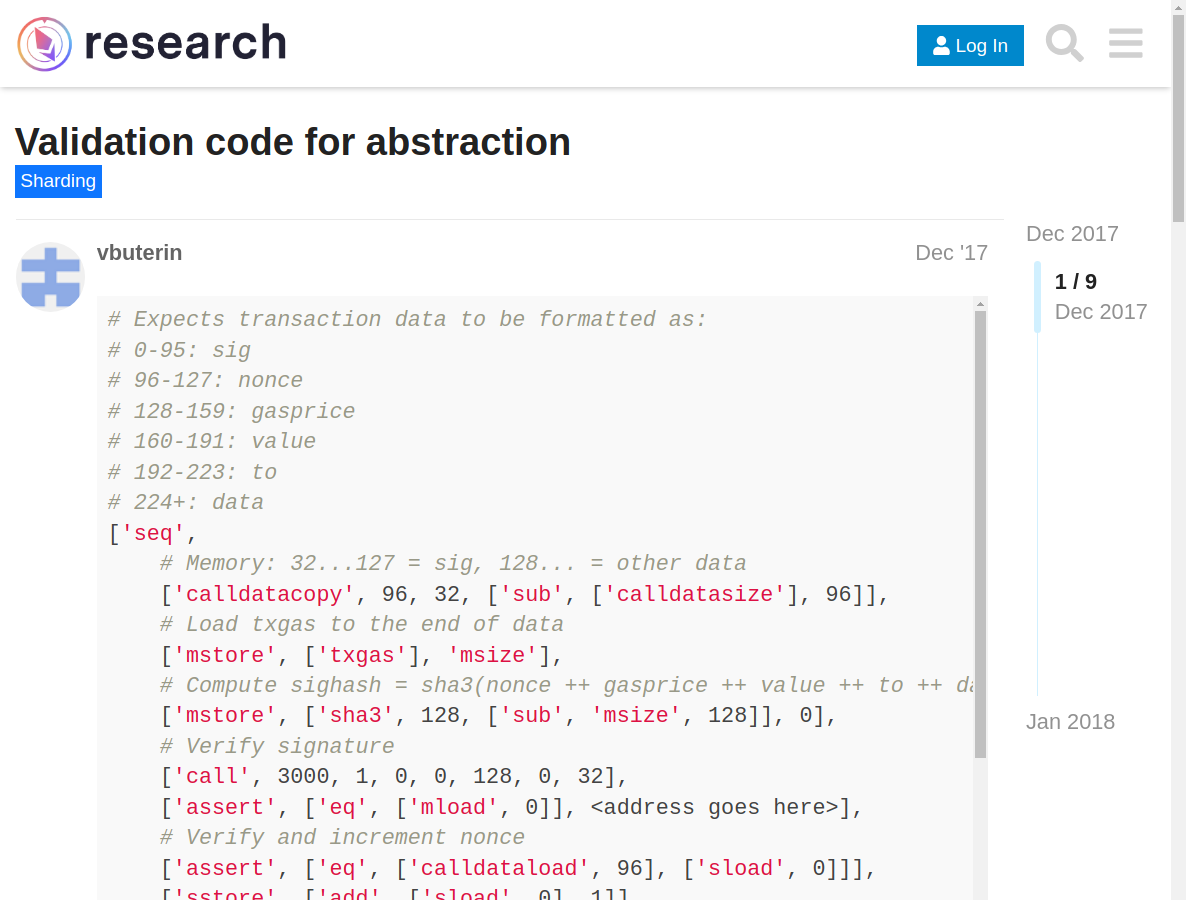 research
Log In
Validation code for abstraction
Sharding
vbuterin
Dec '17
# Expects transaction data to be formatted as:
# 0-95: sig
# 96-127: nonce
# 128-159: gasprice
# 160-191: value
# 192-223: to
# 224+: data
['seq',
# Memory: 32...127 = sig, 128... = other data
['calldatacopy', 96, 32, ['sub', ['calldatasize'], 96]],
# Load txgas to the end of data
['mstore', ['txgas'], 'msize'],
# Compute sighash = sha3(nonce ++ gasprice ++ value ++ to ++ da
['mstore', ['sha3', 128, ['sub', 'msize', 128]], 0],
# Verify signature
['call', 3000, 1, 0, 0, 128, 0, 32],
['assert', ['eq', ['mload', 0]], <address goes here>],
# Verify and increment nonce
['assert', ['eq', ['calldataload', 96], ['sload', 0]]],
['sstore', ['add', ['sload', 0], 1]]
Dec 2017
1 / 9
Dec 2017
Jan 2018